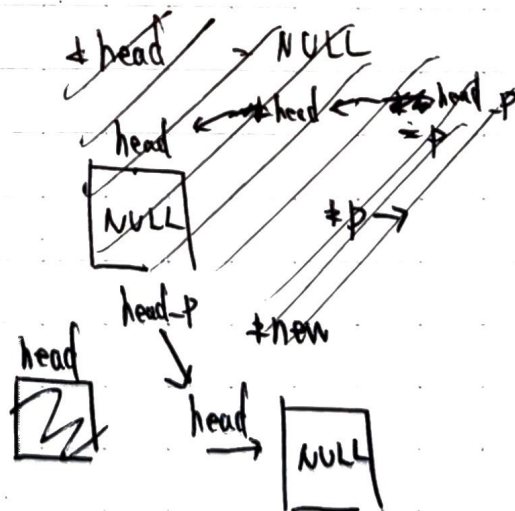 *head → NULL
head ← *head ← **head_p
= p
NULL
*p →
head_p
*new
head
head →
NULL